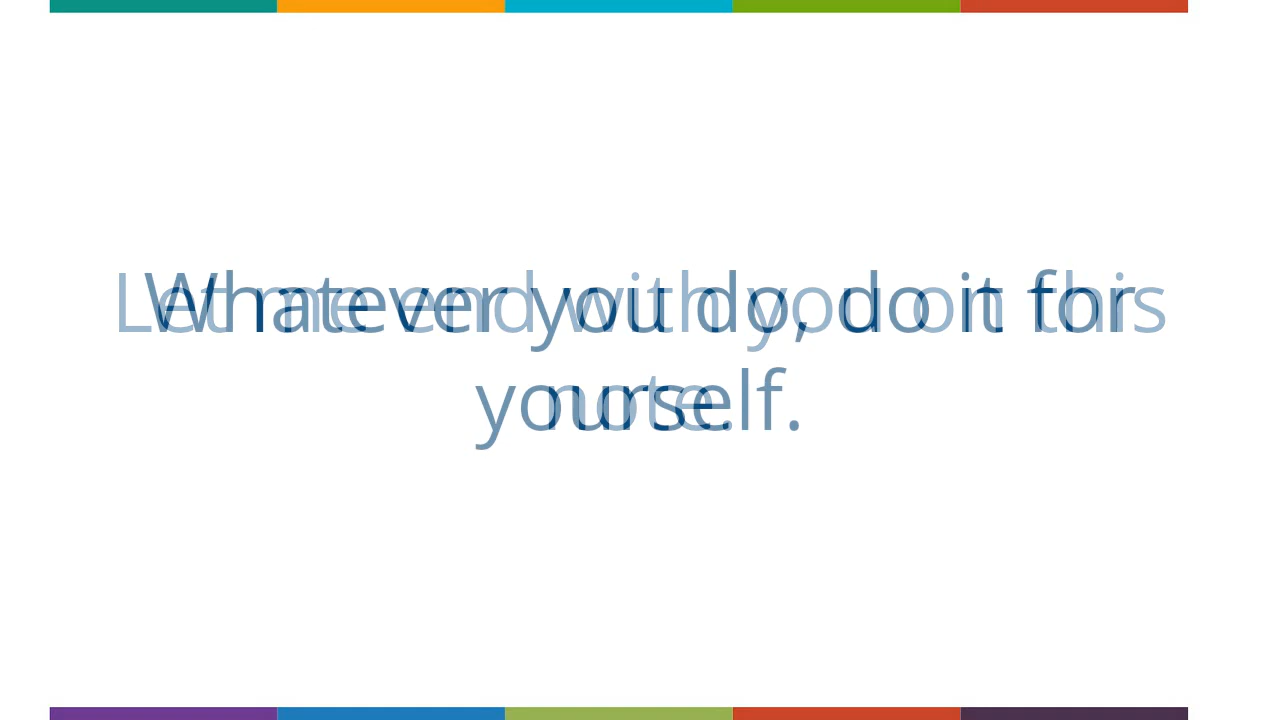 Let me end with you on this
note.
Whatever you do, do it for
yourself.